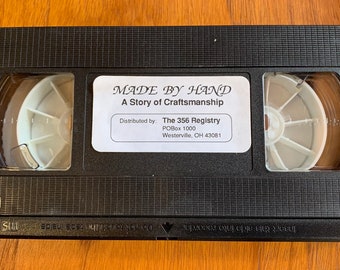 MADE BY HAND
A Story of Craftsmanship
Distributed by: The 356 Registry
POBox 1000
Westerville, OH 43081